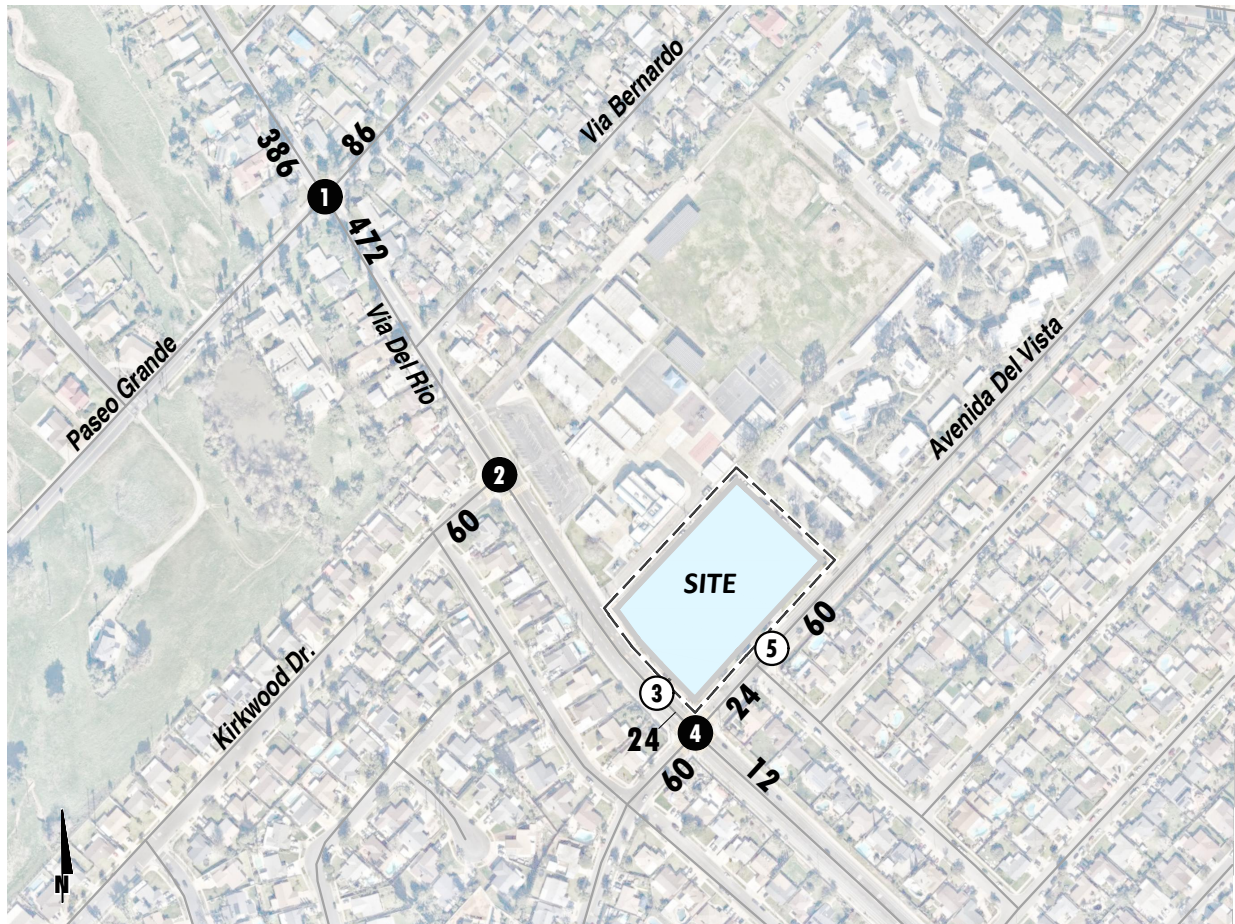 Via Bernardo
86
386
1
472
Via Del Rio
Paseo Grande
Avenida Del Vista
2
60
SITE
60
5
Kirkwood Dr.
3
24
24
4
60
12
N